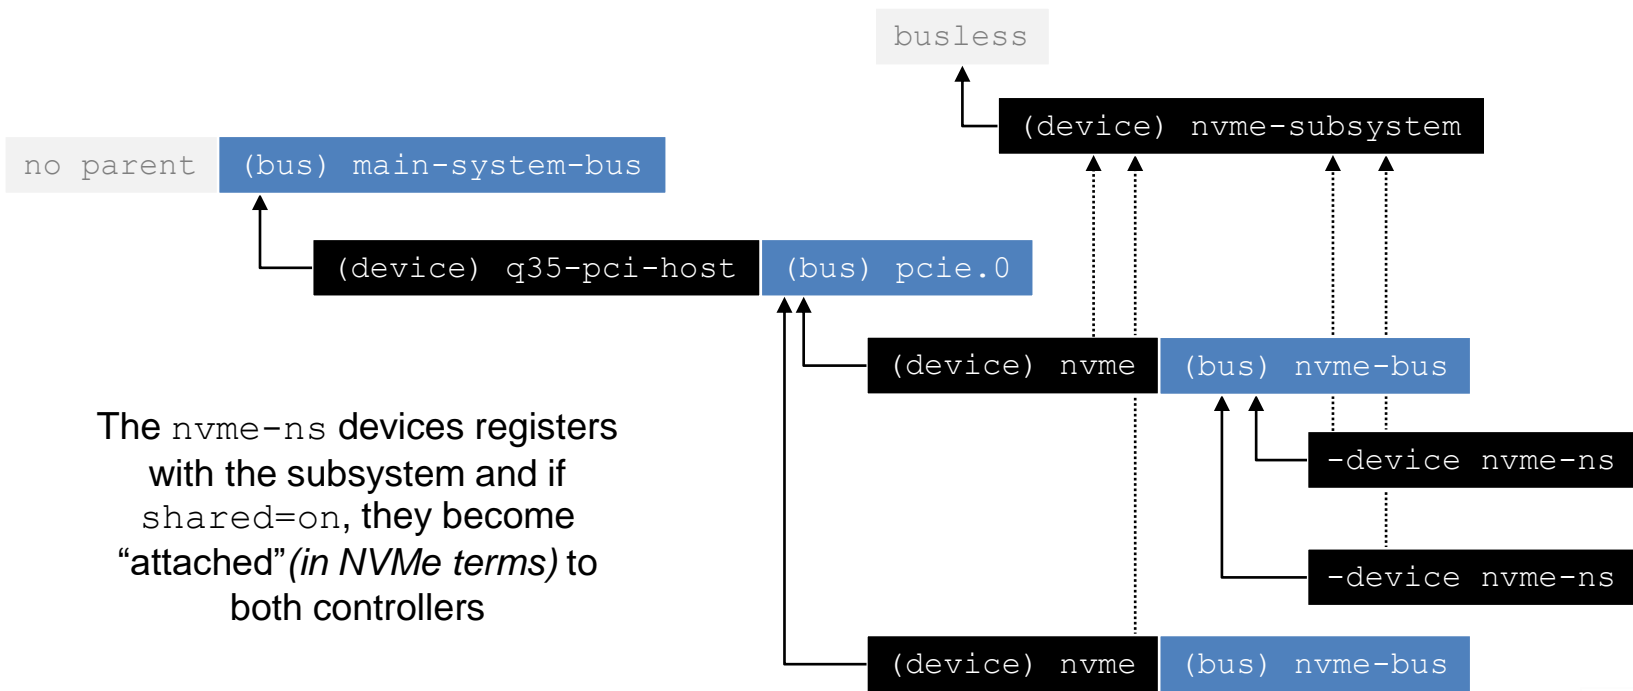 busless
(device) nvme-subsystem
no parent (bus) main-system-bus
(device) q35-pci-host (bus) pcie.0
(device) nvme (bus) nvme-bus
The nvme-ns devices registers
with the subsystem and if
shared=on, they become
“attached”(in NVMe terms) to
both controllers
-device nvme-ns
-device nvme-ns
(device) nvme (bus) nvme-bus